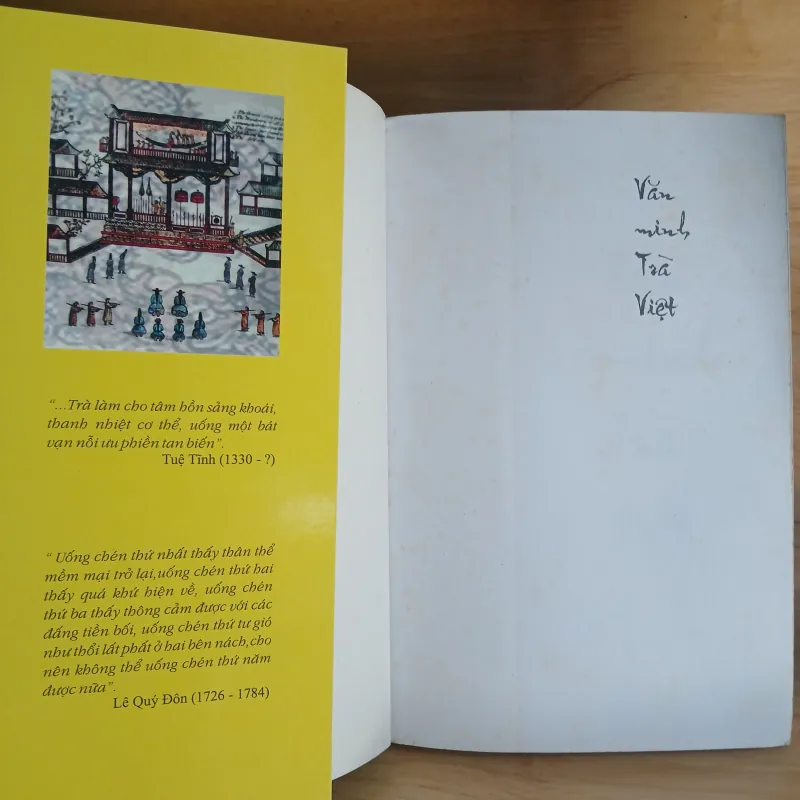 “...Trà làm cho tâm hồn sảng khoái,
thanh nhiệt cơ thể, uống một bát
vạn nỗi ưu phiền tan biến”.
Tuệ Tĩnh (1330 - ?)
“ Uống chén thứ nhất thấy thân thể
mềm mại trở lại,uống chén thứ hai
thấy quá khứ hiện về, uống chén
thứ ba thấy thông cảm được với các
đấng tiền bối, uống chén thứ tư gió
như thổi lất phất ở hai bên nách,cho
nên không thể uống chén thứ năm
được nữa”.
Lê Quý Đôn (1726 - 1784)
Văn
minh
Trà
Việt